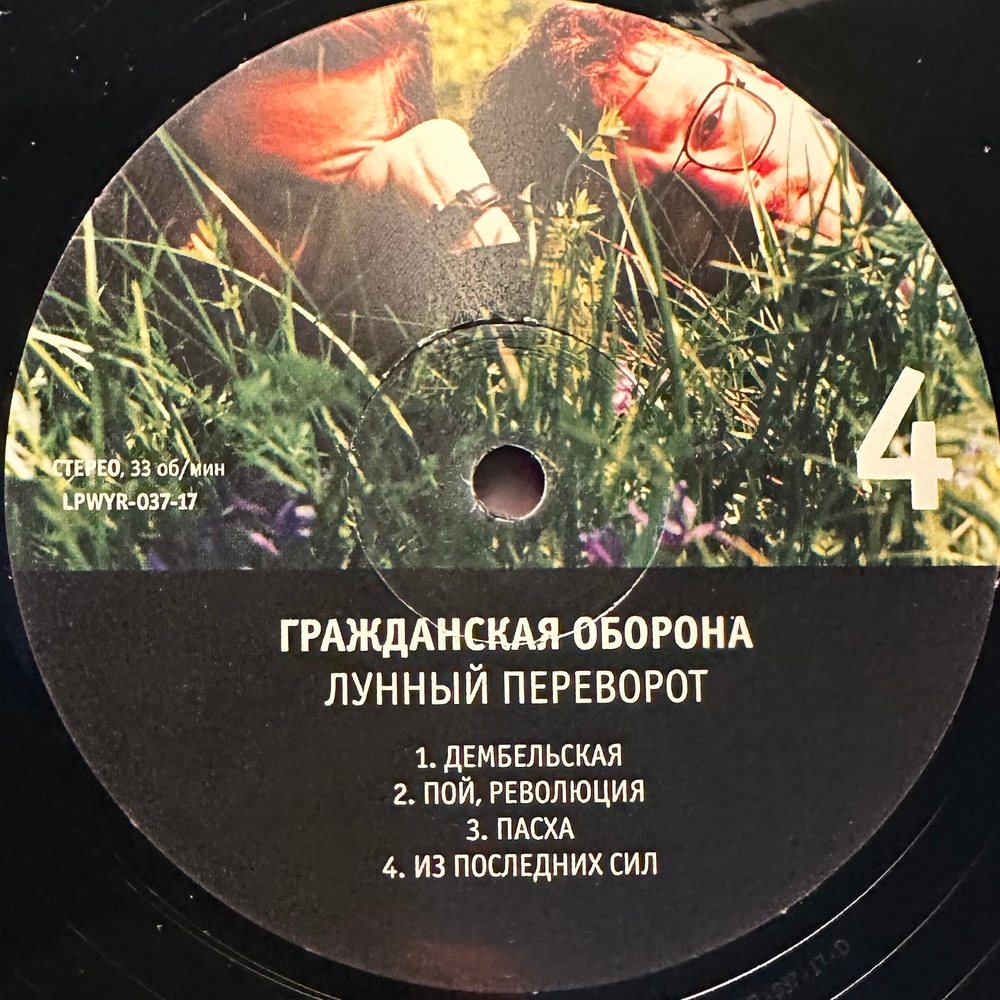 4
СТЕРЕО, 33 об/мин
LPWYR-037-17
ГРАЖДАНСКАЯ ОБОРОНА
ЛУННЫЙ ПЕРЕВОРОТ
1. ДЕМБЕЛЬСКАЯ
2. ПОЙ, РЕВОЛЮЦИЯ
3. ПАСХА
4. ИЗ ПОСЛЕДНИХ СИЛ